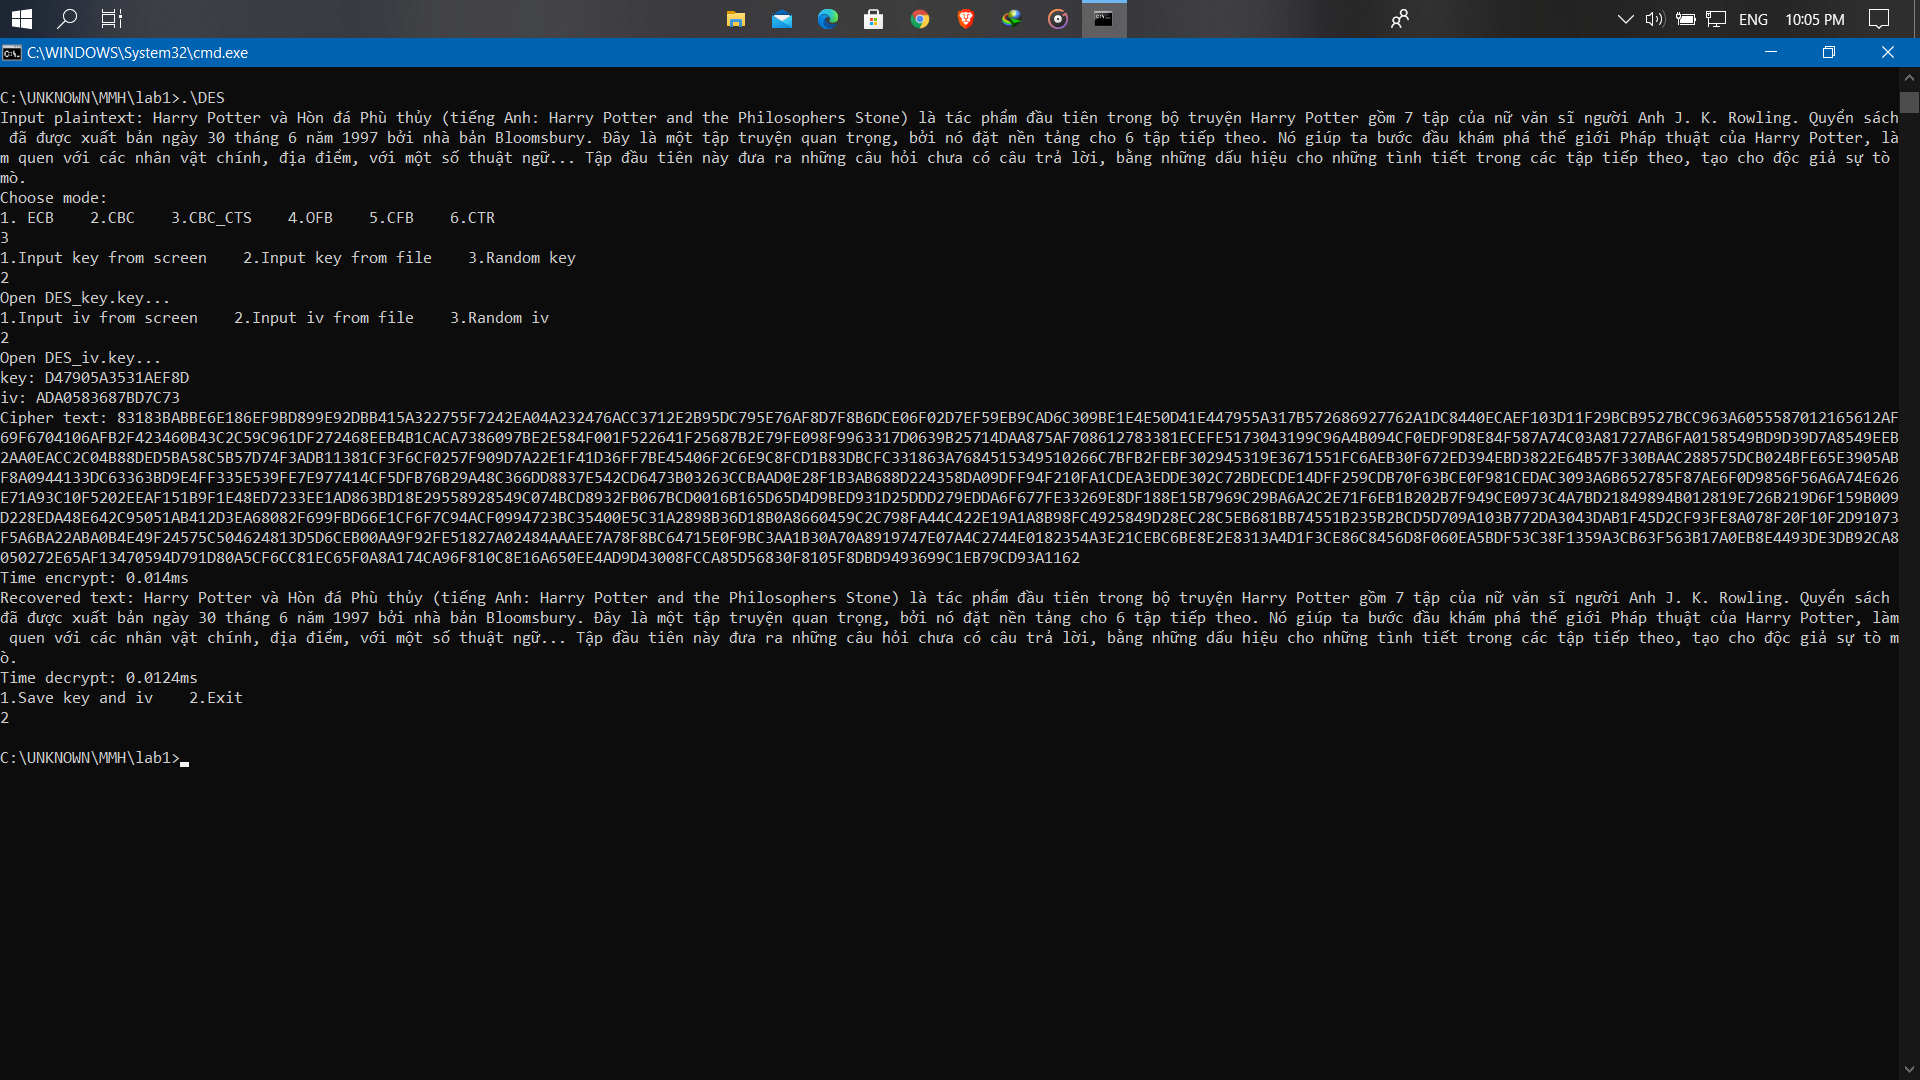 ENG 10:05 PM
C:\WINDOWS\System32\cmd.exe
C:\UNKNOWN\MMH\lab1>.\DES
Input plaintext: Harry Potter và Hòn đá Phù thủy (tiếng Anh: Harry Potter and the Philosophers Stone) là tác phẩm đầu tiên trong bộ truyện Harry Potter gồm 7 tập của nữ văn sĩ người Anh J. K. Rowling. Quyển sách
đã được xuất bản ngày 30 tháng 6 năm 1997 bởi nhà bản Bloomsbury. Đây là một tập truyện quan trọng, bởi nó đặt nền tảng cho 6 tập tiếp theo. Nó giúp ta bước đầu khám phá thế giới Pháp thuật của Harry Potter, là
m quen với các nhân vật chính, địa điểm, với một số thuật ngữ... Tập đầu tiên này đưa ra những câu hỏi chưa có câu trả lời, bằng những dấu hiệu cho những tình tiết trong các tập tiếp theo, tạo cho độc giả sự tò
mò.
Choose mode:
1. ECB    2.CBC    3.CBC_CTS    4.OFB    5.CFB    6.CTR
3
1.Input key from screen    2.Input key from file    3.Random key
2
Open DES_key.key...
1.Input iv from screen    2.Input iv from file    3.Random iv
2
Open DES_iv.key...
key: D47905A3531AEF8D
iv: ADA0583687BD7C73
Cipher text: 83183BABBE6E186EF9BD899E92DBB415A322755F7242EA04A232476ACC3712E2B95DC795E76AF8D7F8B6DCE06F02D7EF59EB9CAD6C309BE1E4E50D41E447955A317B572686927762A1DC8440ECAEF103D11F29BCB9527BCC963A6055587012165612AF
69F6704106AFB2F423460B43C2C59C961DF272468EEB4B1CACA7386097BE2E584F001F522641F25687B2E79FE098F9963317D0639B25714DAA875AF708612783381ECEFE5173043199C96A4B094CF0EDF9D8E84F587A74C03A81727AB6FA0158549BD9D39D7A8549EEB
2AA0EACC2C04B88DED5BA58C5B57D74F3ADB11381CF3F6CF0257F909D7A22E1F41D36FF7BE45406F2C6E9C8FCD1B83DBCFC331863A7684515349510266C7BFB2FEBF302945319E3671551FC6AEB30F672ED394EBD3822E64B57F330BAAC288575DCB024BFE65E3905AB
F8A0944133DC63363BD9E4FF335E539FE7E977414CF5DFB76B29A48C366DD8837E542CD6473B03263CCBAAD0E28F1B3AB688D224358DA09DFF94F210FA1CDEA3EDDE302C72BDECDE14DFF259CDB70F63BCE0F981CEDAC3093A6B652785F87AE6F0D9856F56A6A74E626
E71A93C10F5202EEAF151B9F1E48ED7233EE1AD863BD18E29558928549C074BCD8932FB067BCD0016B165D65D4D9BED931D25DDD279EDDA6F677FE33269E8DF188E15B7969C29BA6A2C2E71F6EB1B202B7F949CE0973C4A7BD21849894B012819E726B219D6F159B009
D228EDA48E642C95051AB412D3EA68082F699FBD66E1CF6F7C94ACF0994723BC35400E5C31A2898B36D18B0A8660459C2C798FA44C422E19A1A8B98FC4925849D28EC28C5EB681BB74551B235B2BCD5D709A103B772DA3043DAB1F45D2CF93FE8A078F20F10F2D91073
F5A6BA22ABA0B4E49F24575C504624813D5D6CEB00AA9F92FE51827A02484AAAEE7A78F8BC64715E0F9BC3AA1B30A70A8919747E07A4C2744E0182354A3E21CEBC6BE8E2E8313A4D1F3CE86C8456D8F060EA5BDF53C38F1359A3CB63F563B17A0EB8E4493DE3DB92CA8
050272E65AF13470594D791D80A5CF6CC81EC65F0A8A174CA96F810C8E16A650EE4AD9D43008FCCA85D56830F8105F8DBD9493699C1EB79CD93A1162
Time encrypt: 0.014ms
Recovered text: Harry Potter và Hòn đá Phù thủy (tiếng Anh: Harry Potter and the Philosophers Stone) là tác phẩm đầu tiên trong bộ truyện Harry Potter gồm 7 tập của nữ văn sĩ người Anh J. K. Rowling. Quyển sách
đã được xuất bản ngày 30 tháng 6 năm 1997 bởi nhà bản Bloomsbury. Đây là một tập truyện quan trọng, bởi nó đặt nền tảng cho 6 tập tiếp theo. Nó giúp ta bước đầu khám phá thế giới Pháp thuật của Harry Potter, làm
quen với các nhân vật chính, địa điểm, với một số thuật ngữ... Tập đầu tiên này đưa ra những câu hỏi chưa có câu trả lời, bằng những dấu hiệu cho những tình tiết trong các tập tiếp theo, tạo cho độc giả sự tò m
ò.
Time decrypt: 0.0124ms
1.Save key and iv    2.Exit
2
C:\UNKNOWN\MMH\lab1>